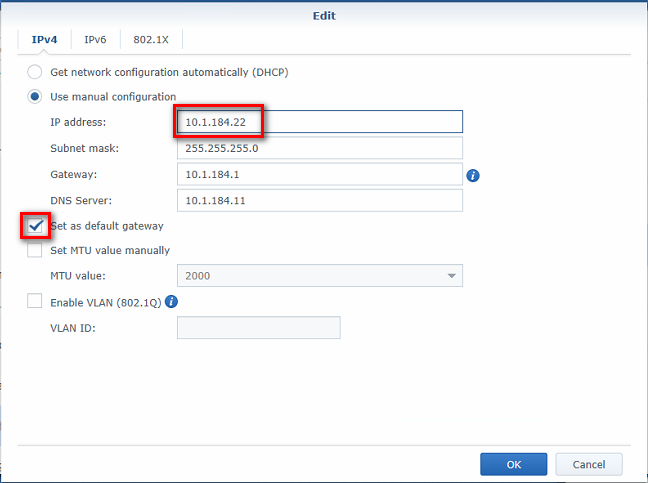 Edit
IPv4 IPv6 802.1X
Get network configuration automatically (DHCP)
Use manual configuration
IP address: 10.1.184.22
Subnet mask: 255.255.255.0
Gateway: 10.1.184.1
DNS Server: 10.1.184.11
Set as default gateway
Set MTU value manually
MTU value: 2000
Enable VLAN (802.1Q)
VLAN ID:
OK Cancel